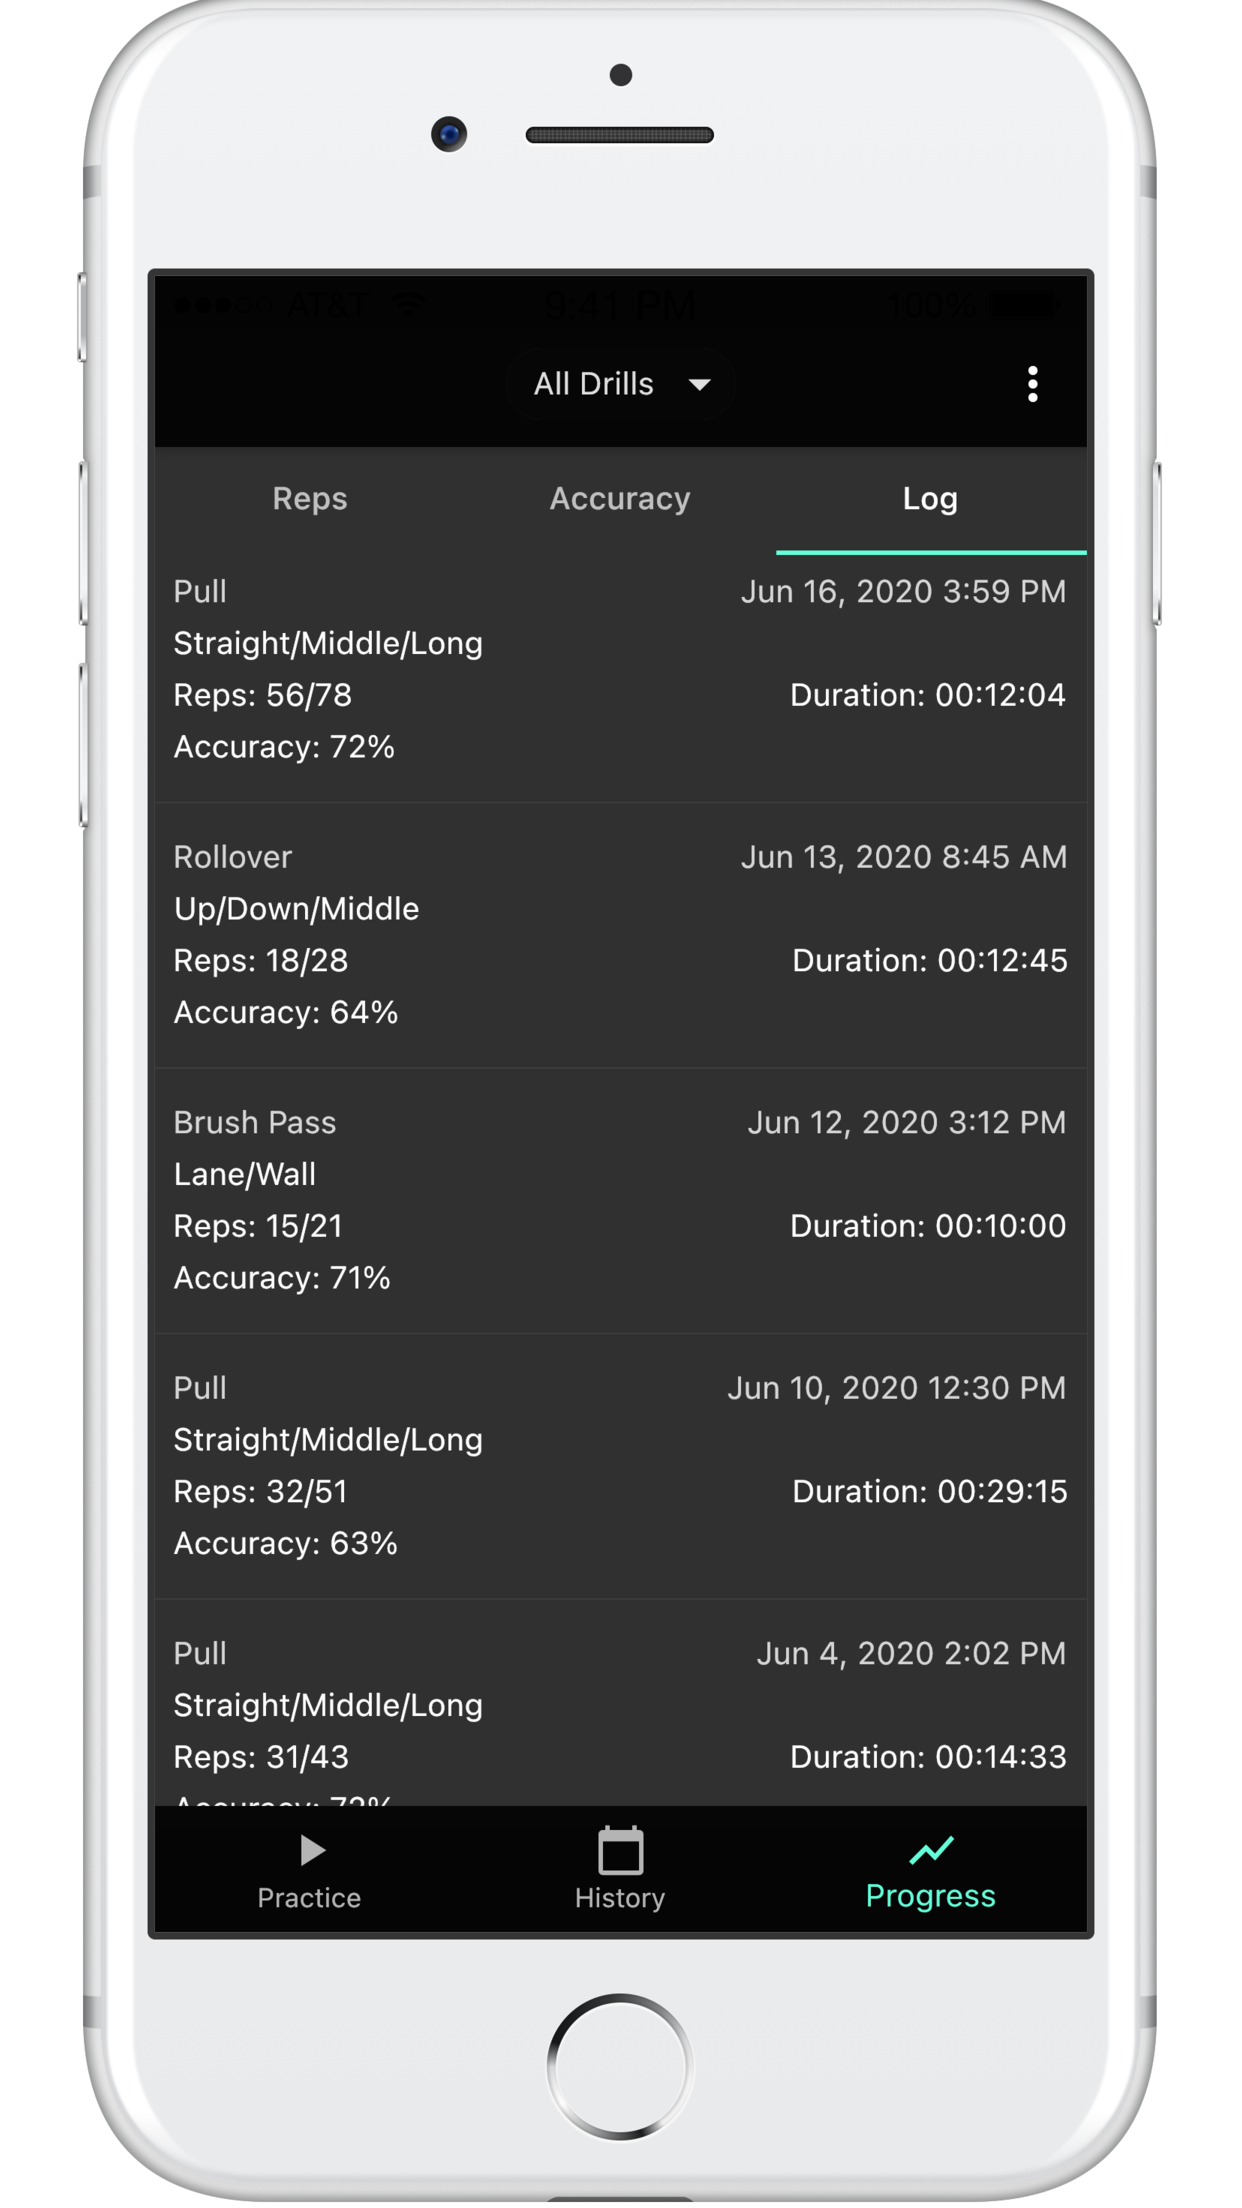 AT&T 9:41 PM 100%
All Drills
Reps Accuracy Log
Pull Jun 16, 2020 3:59 PM
Straight/Middle/Long
Reps: 56/78 Duration: 00:12:04
Accuracy: 72%
Rollover Jun 13, 2020 8:45 AM
Up/Down/Middle
Reps: 18/28 Duration: 00:12:45
Accuracy: 64%
Brush Pass Jun 12, 2020 3:12 PM
Lane/Wall
Reps: 15/21 Duration: 00:10:00
Accuracy: 71%
Pull Jun 10, 2020 12:30 PM
Straight/Middle/Long
Reps: 32/51 Duration: 00:29:15
Accuracy: 63%
Pull Jun 4, 2020 2:02 PM
Straight/Middle/Long
Reps: 31/43 Duration: 00:14:33
Accuracy: 72%
Practice History Progress